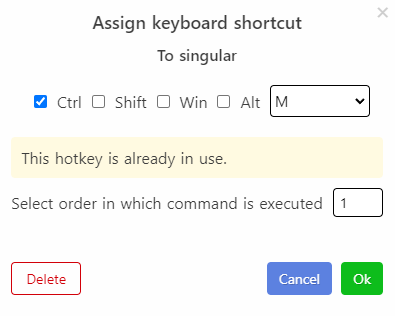 Assign keyboard shortcut
To singular
Ctrl Shift Win Alt M
This hotkey is already in use.
Select order in which command is executed 1
Delete Cancel Ok